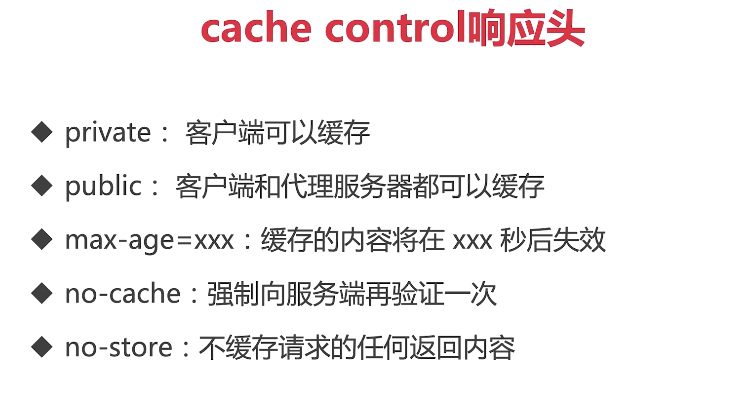 cache control响应头
◆ private： 客户端可以缓存
◆ public： 客户端和代理服务器都可以缓存
◆ max-age=xxx：缓存的内容将在 xxx 秒后失效
◆ no-cache：强制向服务端再验证一次
◆ no-store：不缓存请求的任何返回内容